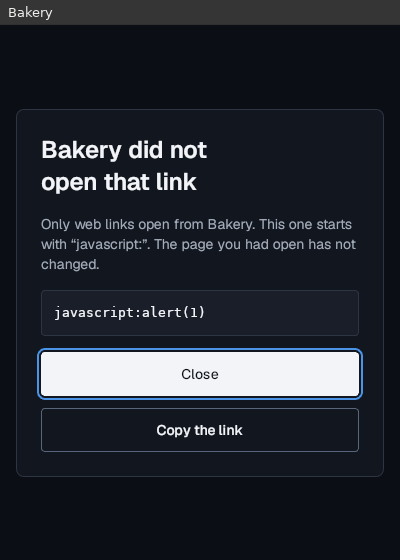 Bakery
Bakery did not
open that link
Only web links open from Bakery. This one starts
with “javascript:”. The page you had open has not
changed.
javascript:alert(1)
Close
Copy the link